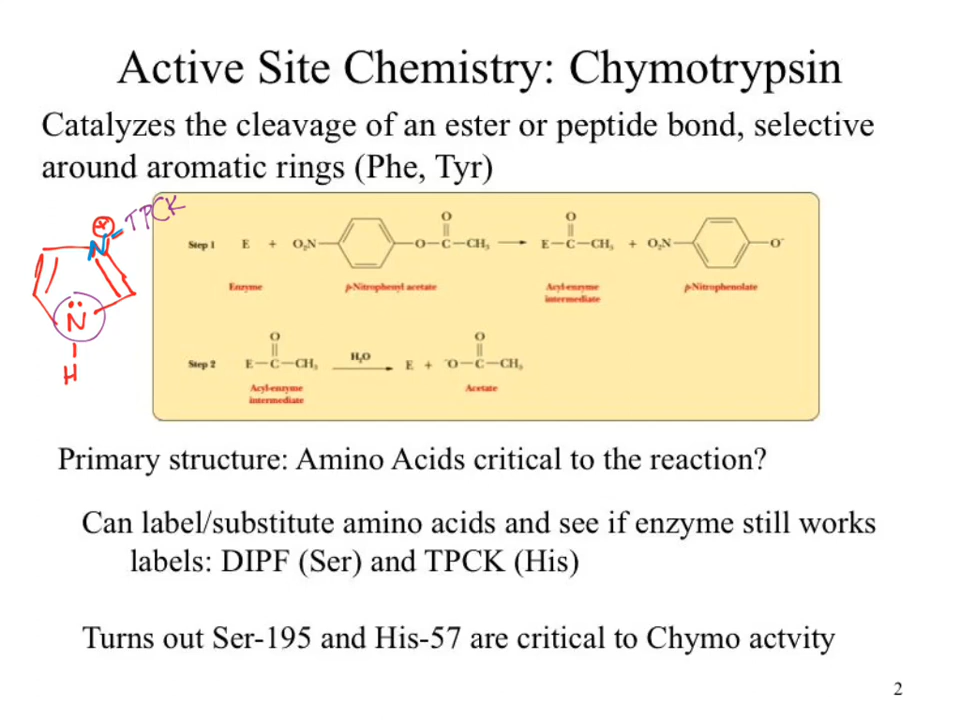 Active Site Chemistry: Chymotrypsin
Catalyzes the cleavage of an ester or peptide bond, selective
around aromatic rings (Phe, Tyr)
⊕ TPCK
N
N
H
O O
Step 1 E + O₂N— —O—C—CH₃ → E—C—CH₃ + O₂N— —O⁻
Enzyme p-Nitrophenyl acetate Acyl-enzyme p-Nitrophenolate
intermediate
O O
Step 2 E—C—CH₃ H₂O → E + ⁻O—C—CH₃
Acyl-enzyme Acetate
intermediate
Primary structure: Amino Acids critical to the reaction?
Can label/substitute amino acids and see if enzyme still works
labels: DIPF (Ser) and TPCK (His)
Turns out Ser-195 and His-57 are critical to Chymo actvity
2